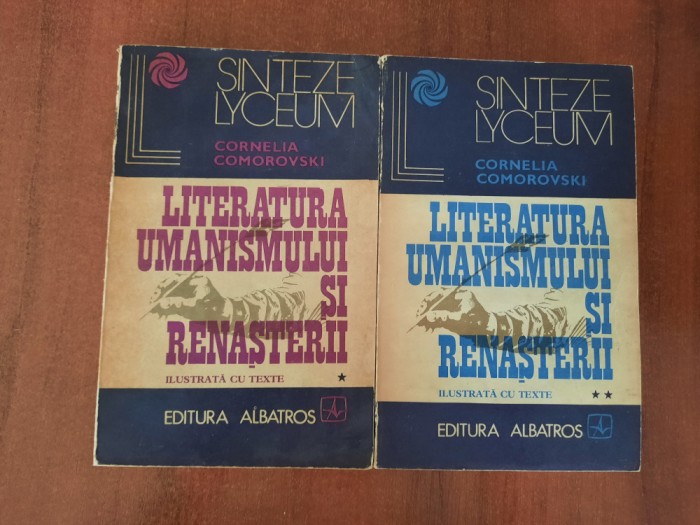 SINTEZE
LYCEUM
CORNELIA
COMOROVSKI
LITERATURA
UMANISMULUI
ȘI
RENAȘTERII
ILUSTRATĂ CU TEXTE ★
EDITURA ALBATROS
SINTEZE
LYCEUM
CORNELIA
COMOROVSKI
LITERATURA
UMANISMULUI
ȘI
RENAȘTERII
ILUSTRATĂ CU TEXTE ★★
EDITURA ALBATROS